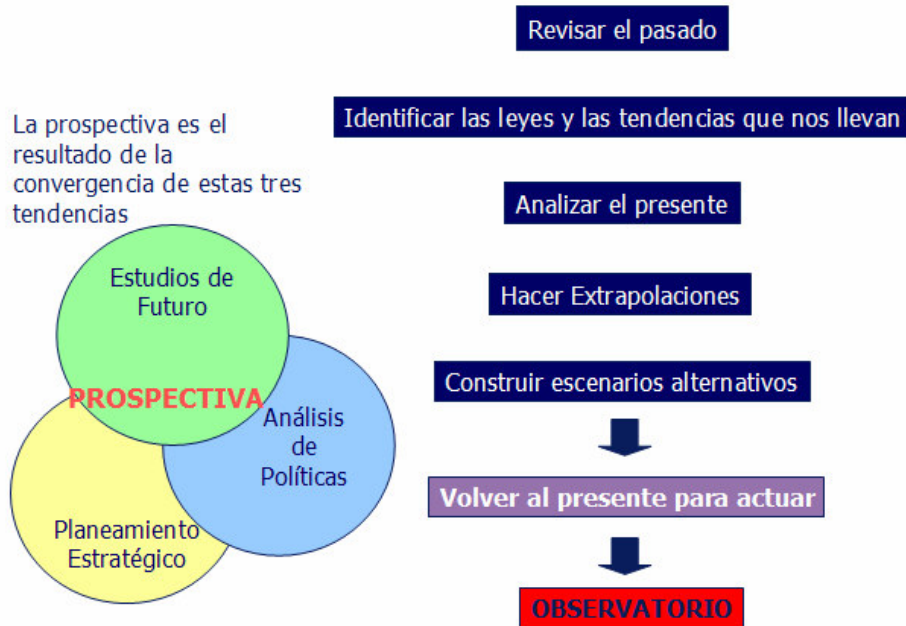 Revisar el pasado
Identificar las leyes y las tendencias que nos llevan
La prospectiva es el
resultado de la
convergencia de estas tres
tendencias
Analizar el presente
Estudios de
Futuro
Hacer Extrapolaciones
PROSPECTIVA
Construir escenarios alternativos
Análisis
de
Políticas
Volver al presente para actuar
Planeamiento
Estratégico
OBSERVATORIO